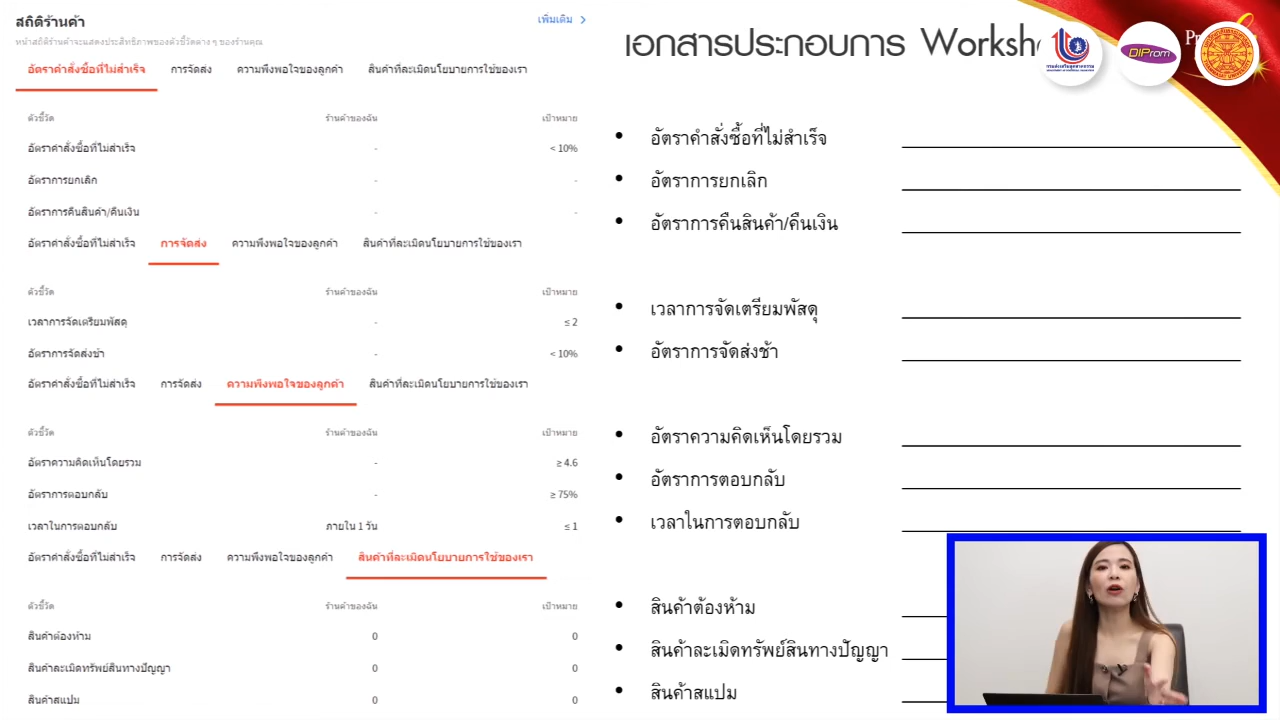 สถิติร้านค้า
เพิ่มเติม >
หน้าสถิติร้านค้าจะแสดงประสิทธิภาพของตัวชี้วัดต่าง ๆ ของร้านคุณ
อัตราคำสั่งซื้อที่ไม่สำเร็จ การจัดส่ง ความพึงพอใจของลูกค้า สินค้าที่ละเมิดนโยบายการใช้ของเรา
ตัวชี้วัด ร้านค้าของฉัน เป้าหมาย
อัตราคำสั่งซื้อที่ไม่สำเร็จ - < 10%
อัตราการยกเลิก - -
อัตราการคืนสินค้า/คืนเงิน - -
อัตราคำสั่งซื้อที่ไม่สำเร็จ การจัดส่ง ความพึงพอใจของลูกค้า สินค้าที่ละเมิดนโยบายการใช้ของเรา
ตัวชี้วัด ร้านค้าของฉัน เป้าหมาย
เวลาการจัดเตรียมพัสดุ - ≤ 2
อัตราการจัดส่งช้า - < 10%
อัตราคำสั่งซื้อที่ไม่สำเร็จ การจัดส่ง ความพึงพอใจของลูกค้า สินค้าที่ละเมิดนโยบายการใช้ของเรา
ตัวชี้วัด ร้านค้าของฉัน เป้าหมาย
อัตราความคิดเห็นโดยรวม - ≥ 4.6
อัตราการตอบกลับ - ≥ 75%
เวลาในการตอบกลับ ภายใน 1 วัน ≤ 1
อัตราคำสั่งซื้อที่ไม่สำเร็จ การจัดส่ง ความพึงพอใจของลูกค้า สินค้าที่ละเมิดนโยบายการใช้ของเรา
ตัวชี้วัด ร้านค้าของฉัน เป้าหมาย
สินค้าต้องห้าม 0 0
สินค้าละเมิดทรัพย์สินทางปัญญา 0 0
สินค้าสแปม 0 0
เอกสารประกอบการ Worksh
DIProm
• อัตราคำสั่งซื้อที่ไม่สำเร็จ
• อัตราการยกเลิก
• อัตราการคืนสินค้า/คืนเงิน
• เวลาการจัดเตรียมพัสดุ
• อัตราการจัดส่งช้า
• อัตราความคิดเห็นโดยรวม
• อัตราการตอบกลับ
• เวลาในการตอบกลับ
• สินค้าต้องห้าม
• สินค้าละเมิดทรัพย์สินทางปัญญา
• สินค้าสแปม